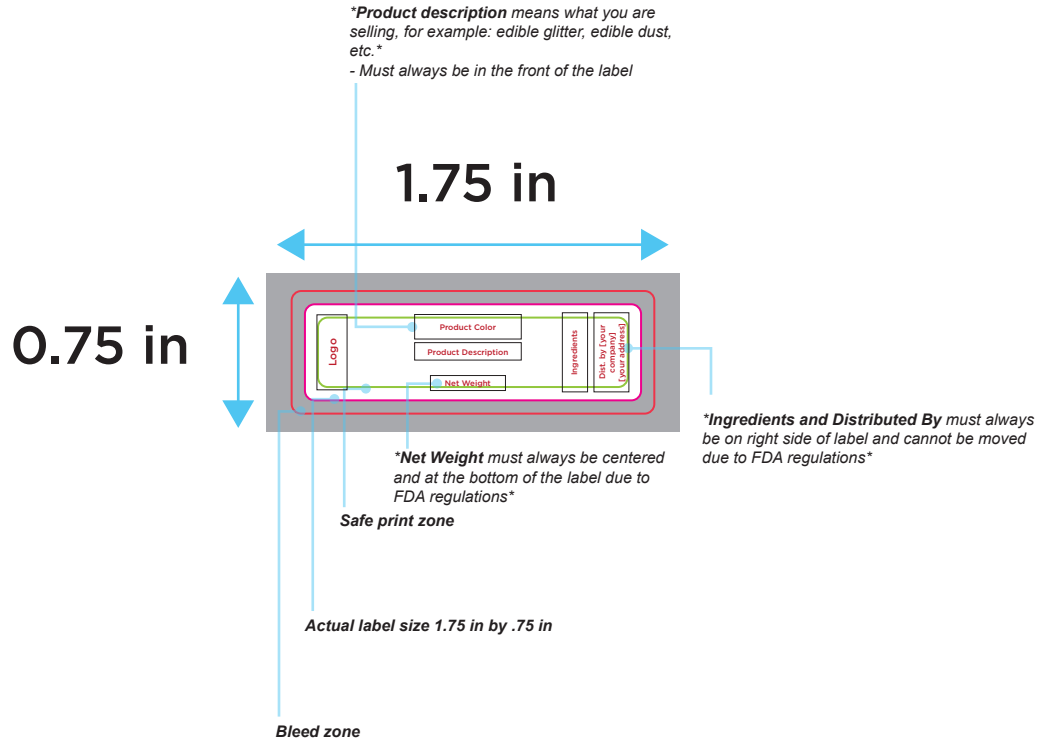 *Product description means what you are
selling, for example: edible glitter, edible dust,
etc.*
- Must always be in the front of the label
1.75 in
0.75 in
Logo
Product Color
Product Description
Net Weight
Ingredients
Dist. by [your
company]
[your address]
*Ingredients and Distributed By must always
be on right side of label and cannot be moved
due to FDA regulations*
*Net Weight must always be centered
and at the bottom of the label due to
FDA regulations*
Safe print zone
Actual label size 1.75 in by .75 in
Bleed zone